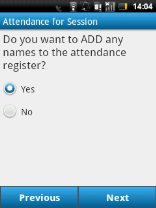 14:04
Attendance for Session
Do you want to ADD any
names to the attendance
register?
Yes
No
Previous
Next